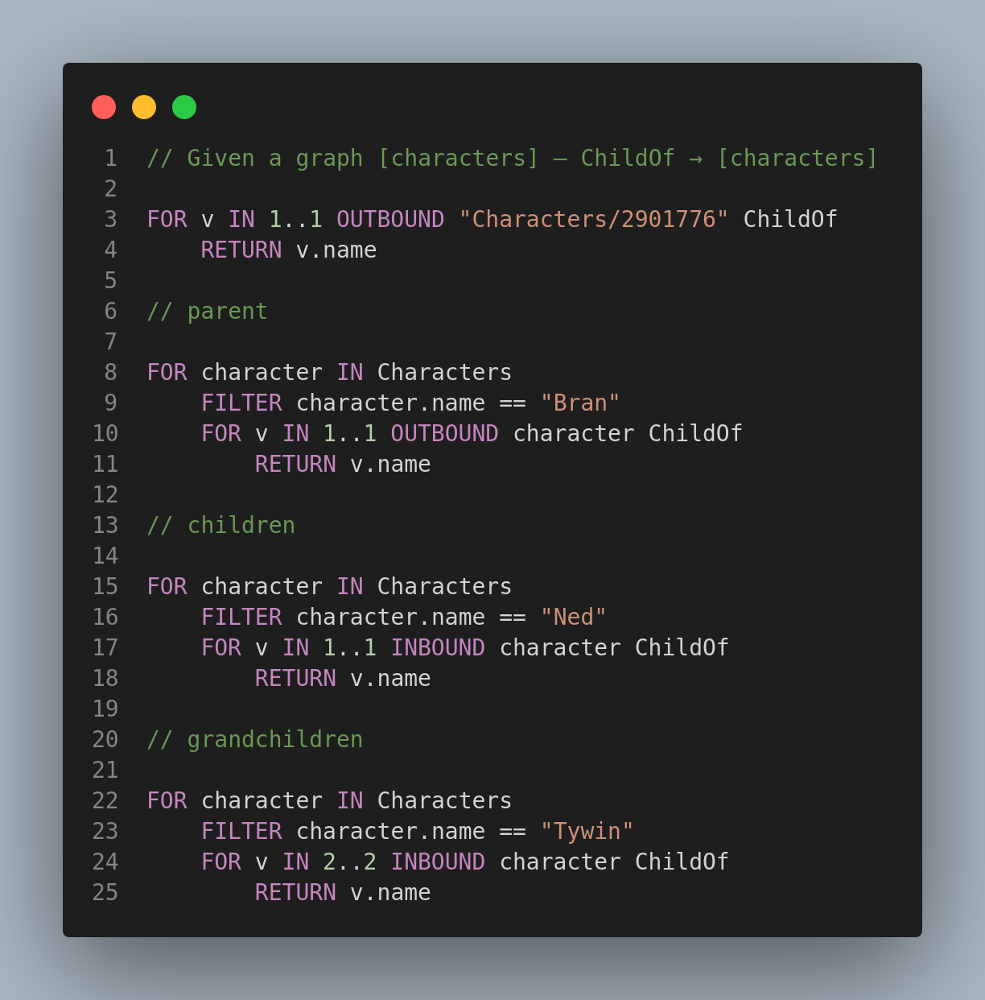 1 // Given a graph [characters] — ChildOf → [characters]
2
3 FOR v IN 1..1 OUTBOUND "Characters/2901776" ChildOf
4     RETURN v.name
5
6 // parent
7
8 FOR character IN Characters
9     FILTER character.name == "Bran"
10     FOR v IN 1..1 OUTBOUND character ChildOf
11         RETURN v.name
12
13 // children
14
15 FOR character IN Characters
16     FILTER character.name == "Ned"
17     FOR v IN 1..1 INBOUND character ChildOf
18         RETURN v.name
19
20 // grandchildren
21
22 FOR character IN Characters
23     FILTER character.name == "Tywin"
24     FOR v IN 2..2 INBOUND character ChildOf
25         RETURN v.name